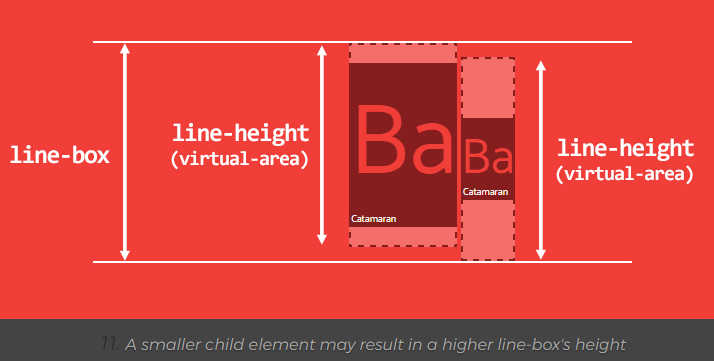 line-box
line-height
(virtual-area)
Ba
Catamaran
Ba
Catamaran
line-height
(virtual-area)
11. A smaller child element may result in a higher line-box's height